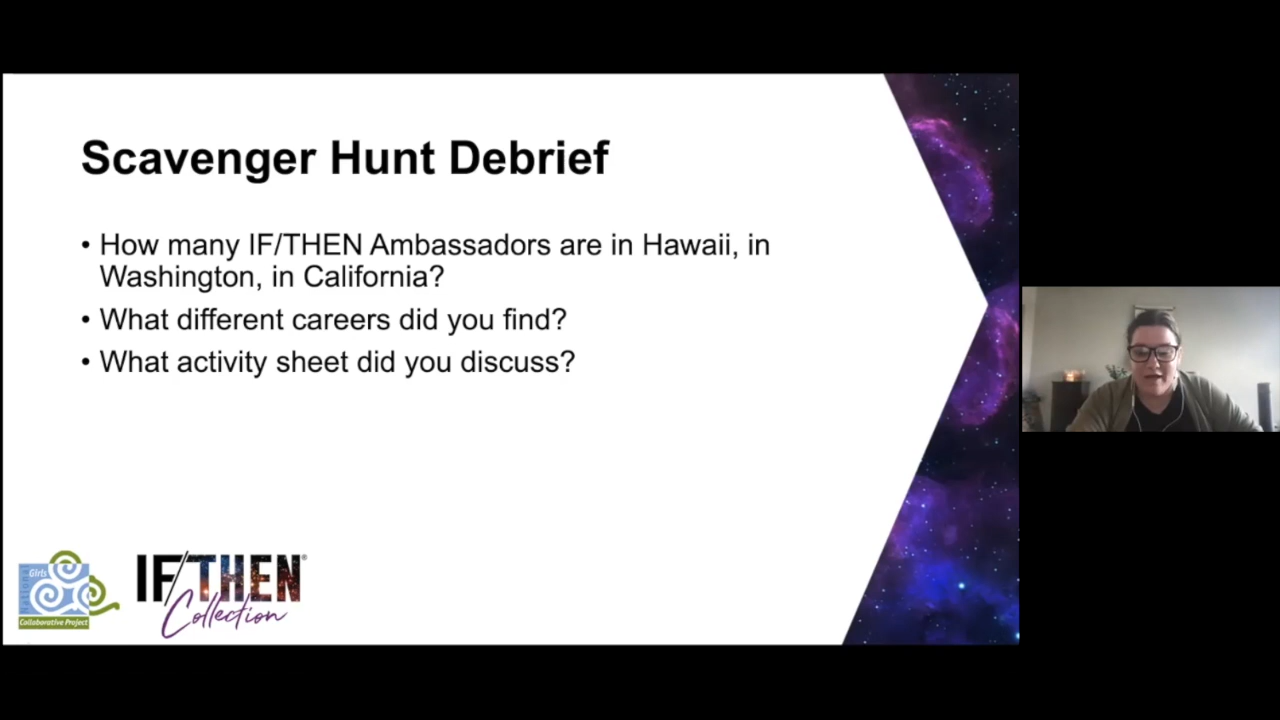 Scavenger Hunt Debrief
• How many IF/THEN Ambassadors are in Hawaii, in
Washington, in California?
• What different careers did you find?
• What activity sheet did you discuss?
National
Girls
Collaborative Project
IF/THEN®
Collection